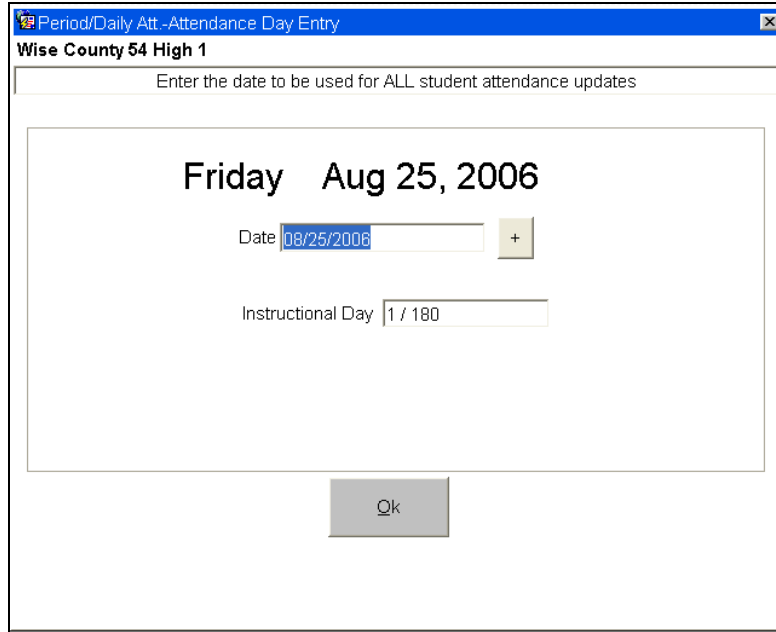 Period/Daily Att.-Attendance Day Entry
Wise County 54 High 1
Enter the date to be used for ALL student attendance updates
Friday Aug 25, 2006
Date 08/25/2006 +
Instructional Day 1 / 180
Ok